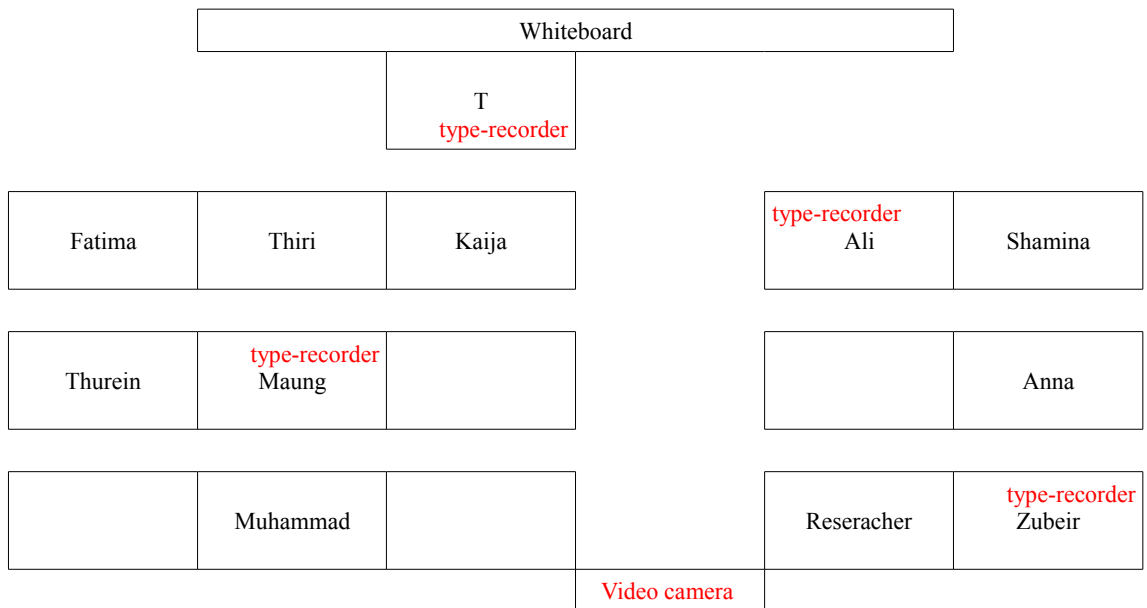 Whiteboard
T
type-recorder
Fatima
Thiri
Kaija
type-recorder
Ali
Shamina
Thurein
type-recorder
Maung
Anna
Muhammad
Reseracher
type-recorder
Zubeir
Video camera